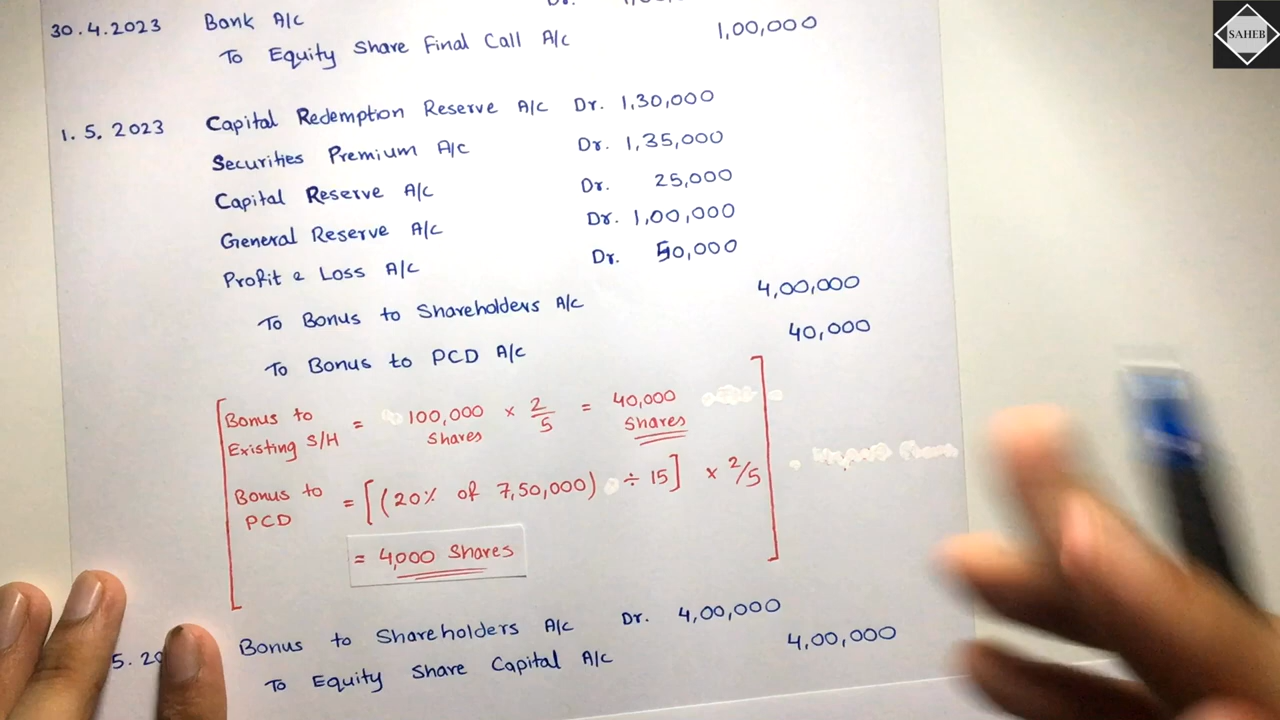 30.4.2023 Bank A/c Dr.
To Equity Share Final Call A/c 1,00,000
1.5.2023 Capital Redemption Reserve A/c Dr. 1,30,000
Securities Premium A/c Dr. 1,35,000
Capital Reserve A/c Dr. 25,000
General Reserve A/c Dr. 1,00,000
Profit & Loss A/c Dr. 50,000
To Bonus to Shareholders A/c 4,00,000
To Bonus to PCD A/c 40,000
Bonus to Existing S/H = 100,000 Shares × 2/5 = 40,000 Shares
Bonus to PCD = [(20% of 7,50,000) ÷ 15] × 2/5
= 4,000 Shares
5.20 Bonus to Shareholders A/c Dr. 4,00,000
To Equity Share Capital A/c 4,00,000
SAHEB